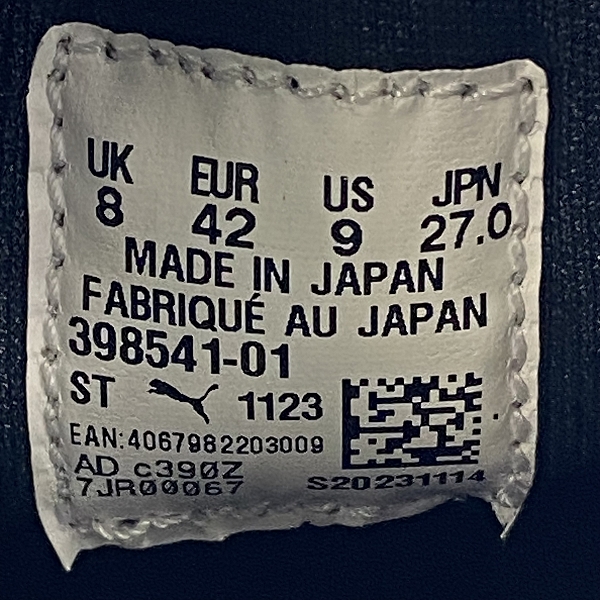 UK EUR US JPN
8 42 9 27.0
MADE IN JAPAN
FABRIQUÉ AU JAPAN
398541-01
ST 1123
EAN:4067982203009
AD c390Z
7JR00067 S20231114